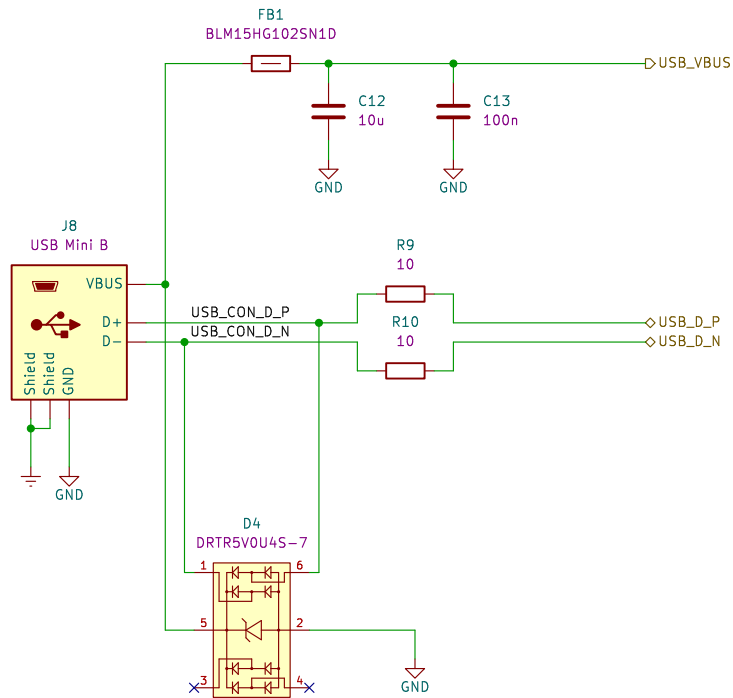 FB1
BLM15HG102SN1D
USB_VBUS
C12
10u
C13
100n
GND
GND
J8
USB Mini B
VBUS
D+
D-
Shield
Shield
GND
USB_CON_D_P
USB_CON_D_N
R9
10
R10
10
USB_D_P
USB_D_N
GND
D4
DRTR5V0U4S-7
1
6
5
2
3
4
GND